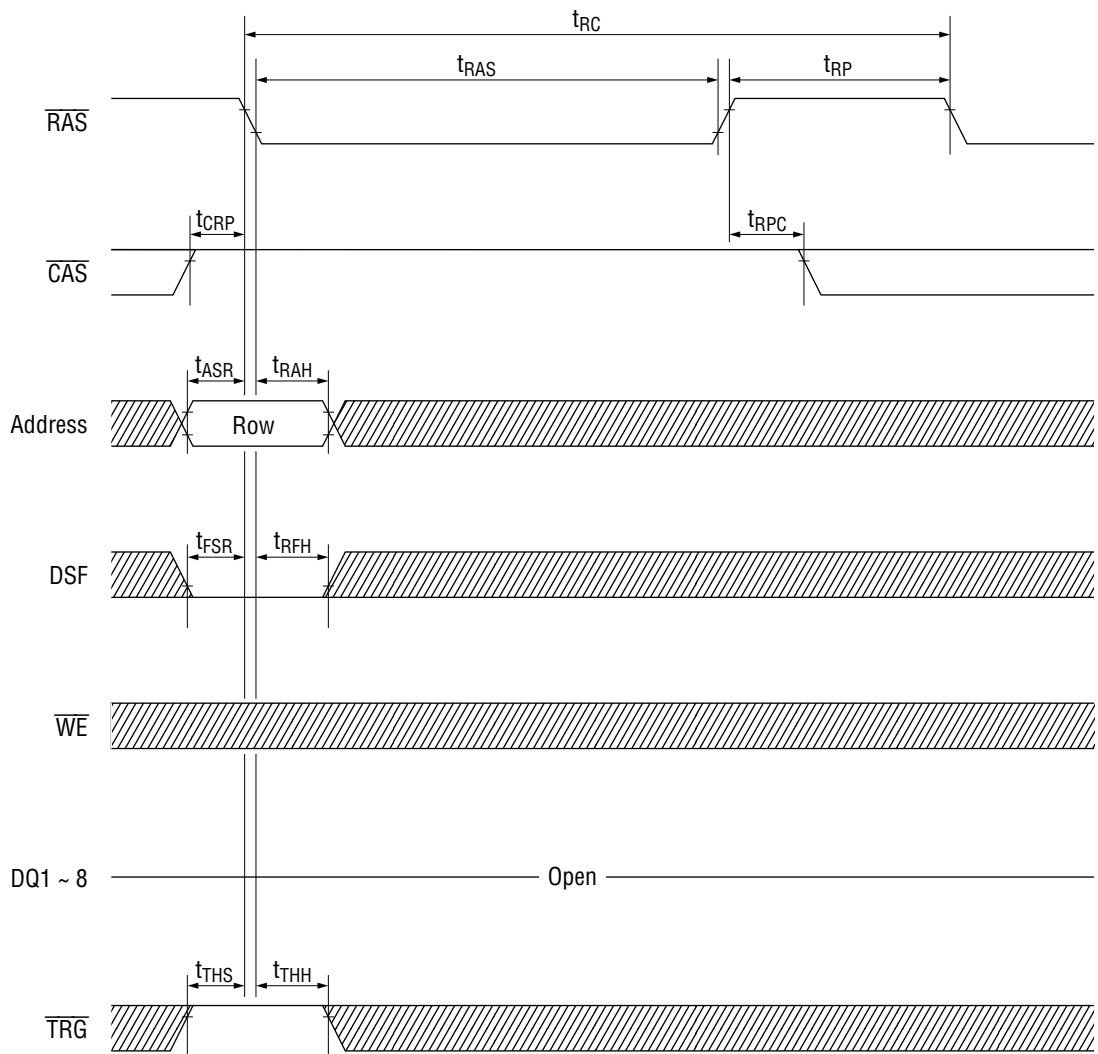 tRC
tRAS
tRP
RAS
tCRP
tRPC
CAS
tASR
tRAH
Address
Row
tFSR
tRFH
DSF
WE
DQ1 ~ 8
Open
tTHS
tTHH
TRG